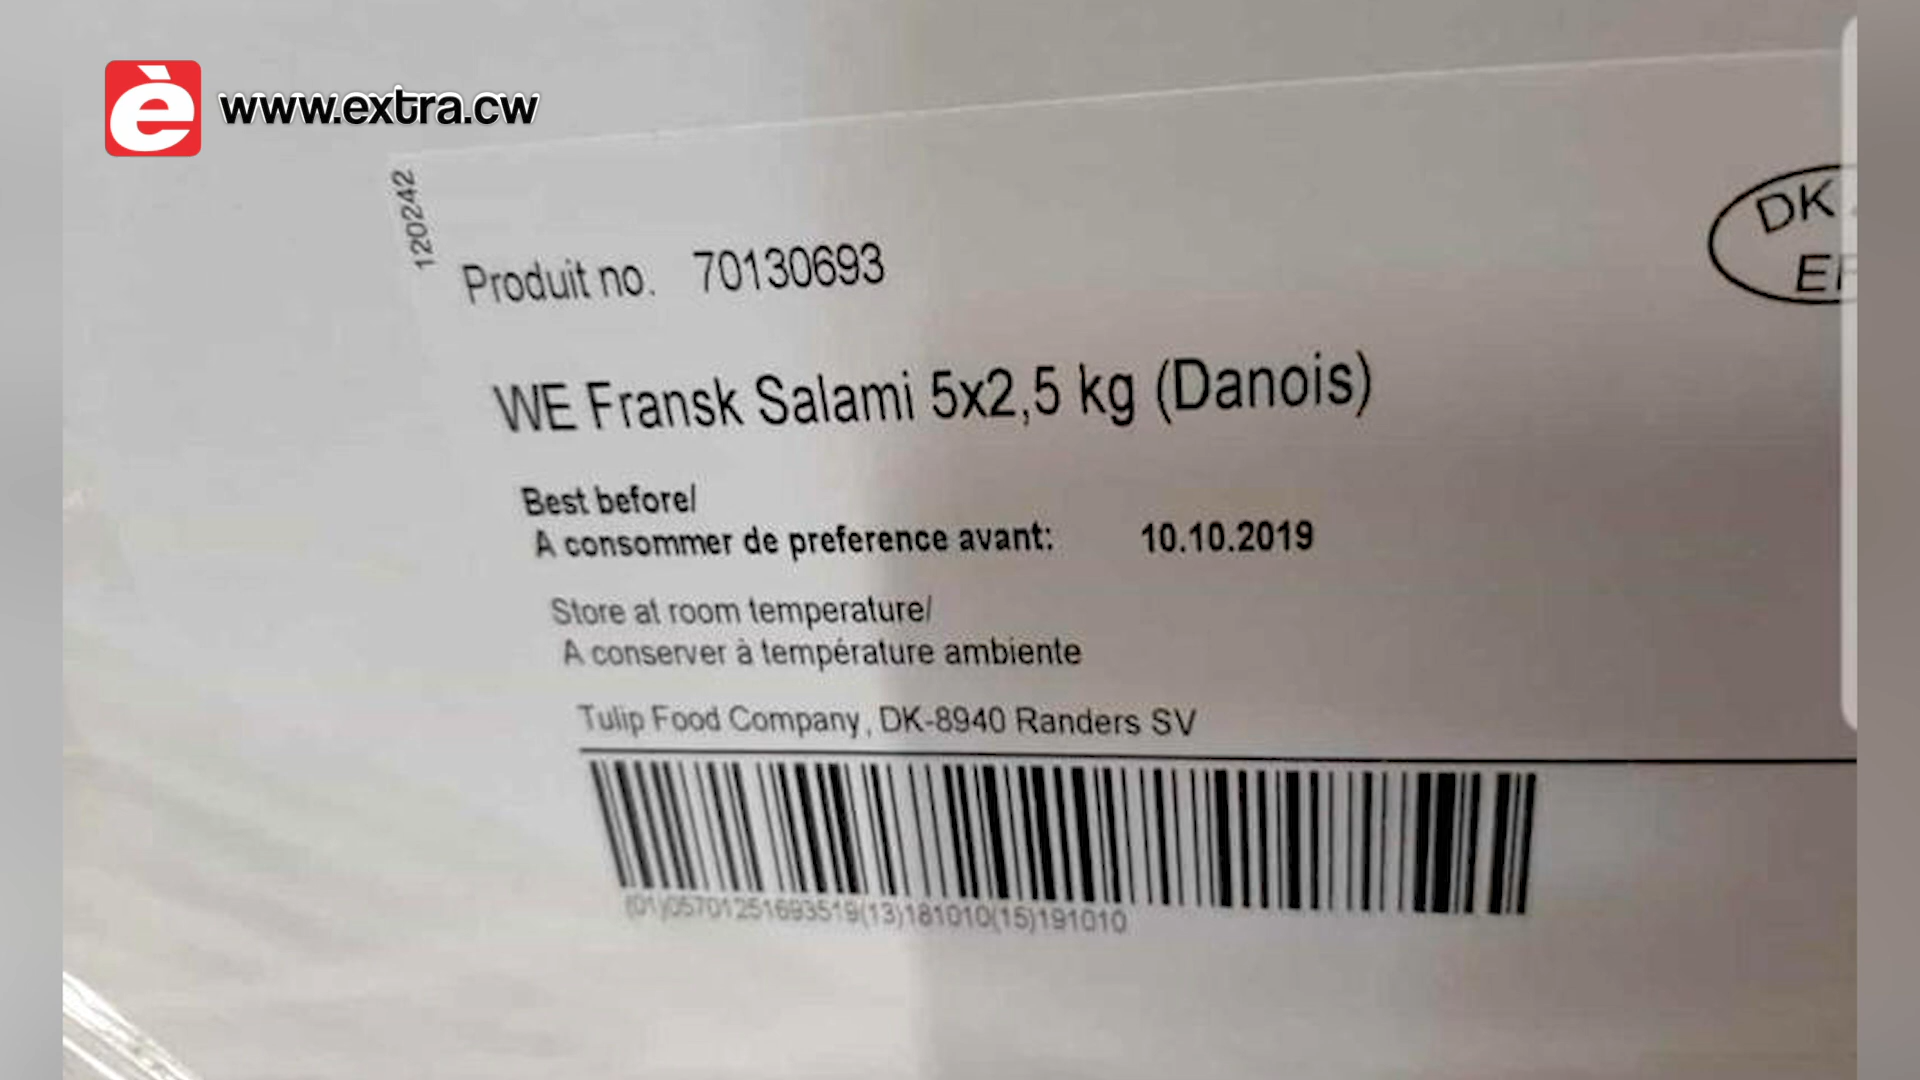 è www.extra.cw
120242
Produit no. 70130693
DK
WE Fransk Salami 5x2,5 kg (Danois)
Best before/
A consommer de preference avant: 10.10.2019
Store at room temperature/
A conserver à température ambiente
Tulip Food Company, DK-8940 Randers SV
(01)05701251693519(13)181010(15)191010